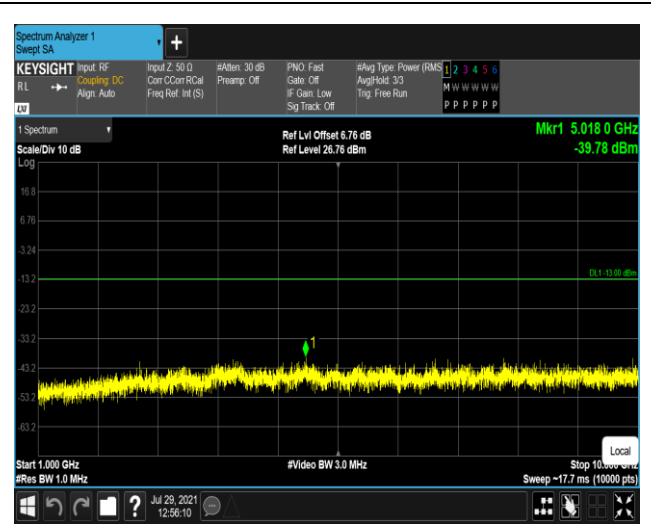 Spectrum Analyzer 1
Swept SA
+
KEYSIGHT Input: RF Input Z: 50 Ω #Atten: 30 dB PNO: Fast #Avg Type: Power (RMS 1 2 3 4 5 6
RL Coupling: DC Corr CCorr RCal Preamp: Off Gate: Off Avg|Hold: 3/3 M W W W W W
Align: Auto Freq Ref: Int (S) IF Gain: Low Trig: Free Run
Sig Track: Off P P P P P P
LXI
1 Spectrum Ref Lvl Offset 6.76 dB Mkr1 5.018 0 GHz
Scale/Div 10 dB Ref Level 26.76 dBm -39.78 dBm
Log
16.8
6.76
-3.24
DL1 -13.00 dBm
-13.2
-23.2
-33.2
1
-43.2
-53.2
-63.2
Local
Start 1.000 GHz #Video BW 3.0 MHz Stop 10.000 GHz
#Res BW 1.0 MHz Sweep ~17.7 ms (10000 pts)
? Jul 29, 2021
12:56:10